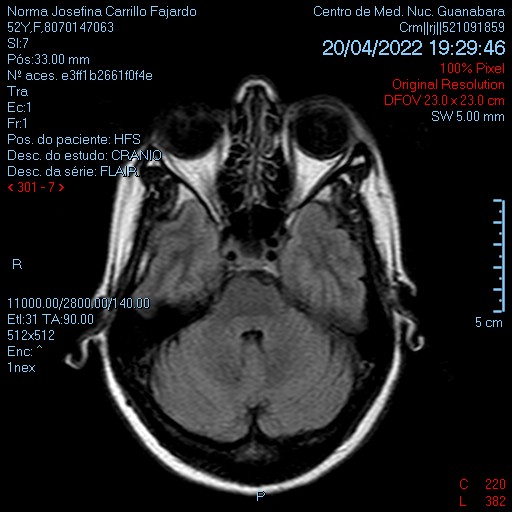 Norma Josefina Carrillo Fajardo
52Y,F,8070147063
Sl:7
Pós:33.00 mm
Nº aces. e3ff1b2661f0f4e
Tra
Ec:1
Fr:1
Pos. do paciente: HFS
Desc. do estudo: CRANIO
Desc. da série: FLAIR.
< 301 - 7 >
Centro de Med. Nuc. Guanabara
Crm||rj||521091859
20/04/2022 19:29:46
100% Pixel
Original Resolution
DFOV 23.0 x 23.0 cm
SW 5.00 mm
R
11000.00/2800.00/140.00
Etl:31 TA:90.00
512x512
Enc: ^
1nex
5 cm
P
C 220
L 382